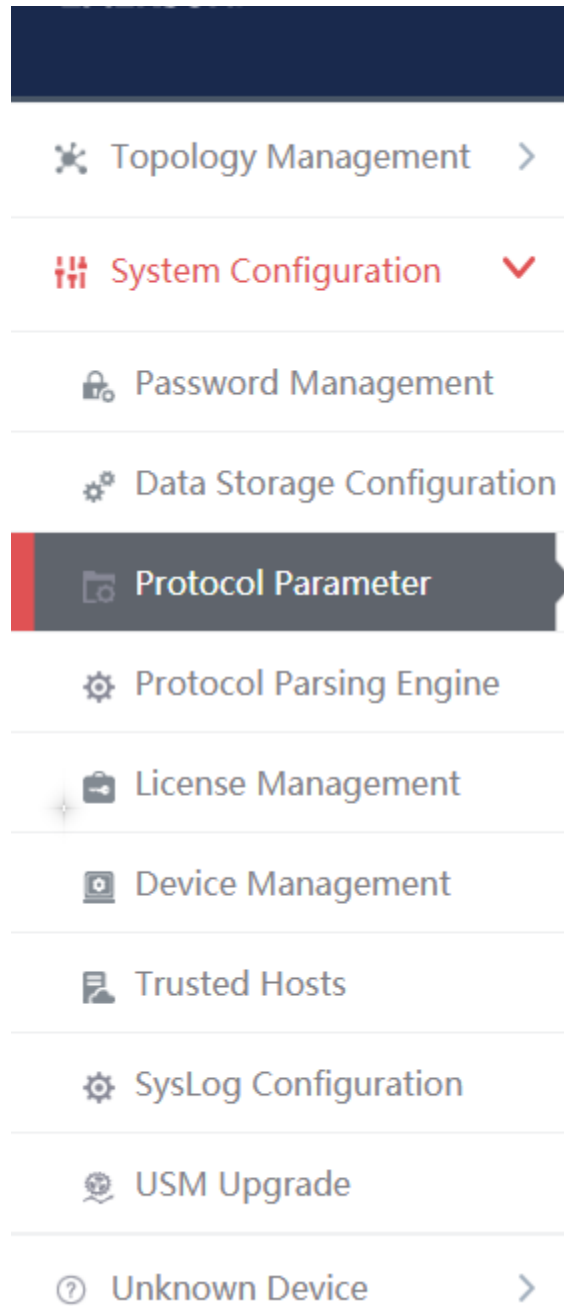 Topology Management
System Configuration
Password Management
Data Storage Configuration
Protocol Parameter
Protocol Parsing Engine
License Management
Device Management
Trusted Hosts
SysLog Configuration
USM Upgrade
Unknown Device